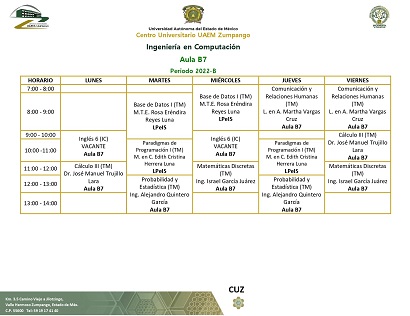 Universidad Autónoma del Estado de México
Centro Universitario UAEM Zumpango
Ingeniería en Computación
Aula B7
Período 2022-B
HORARIO LUNES MARTES MIÉRCOLES JUEVES VIERNES
7:00 - 8:00
8:00 - 9:00
9:00 - 10:00
10:00 -11:00
11:00 - 12:00
12:00 - 13:00
13:00 - 14:00
Inglés 6 (IC)
VACANTE
Aula B7
Cálculo III (TM)
Dr. José Manuel Trujillo
Lara
Aula B7
Base de Datos I (TM)
M.T.E. Rosa Eréndira
Reyes Luna
LPeI5
Paradigmas de
Programación I (TM)
M. en C. Edith Cristina
Herrera Luna
LPeI5
Probabilidad y
Estadística (TM)
Ing. Alejandro Quintero
García
Aula B7
Base de Datos I (TM)
M.T.E. Rosa Eréndira
Reyes Luna
LPeI5
Inglés 6 (IC)
VACANTE
Aula B7
Matemáticas Discretas
(TM)
Ing. Israel García Juárez
Aula B7
Comunicación y
Relaciones Humanas
(TM)
L. en A. Martha Vargas
Cruz
Aula B7
Paradigmas de
Programación I (TM)
M. en C. Edith Cristina
Herrera Luna
LPeI5
Probabilidad y
Estadística (TM)
Ing. Alejandro Quintero
García
Aula B7
Comunicación y
Relaciones Humanas
(TM)
L. en A. Martha Vargas
Cruz
Aula B7
Cálculo III (TM)
Dr. José Manuel Trujillo
Lara
Aula B7
Matemáticas Discretas
(TM)
Ing. Israel García Juárez
Aula B7
CUZ
Km. 3.5 Camino Viejo a Jilotzingo,
Valle Hermoso Zumpango, Estado de Méx.
C.P. 55600 Tel: 59 19 17 41 40